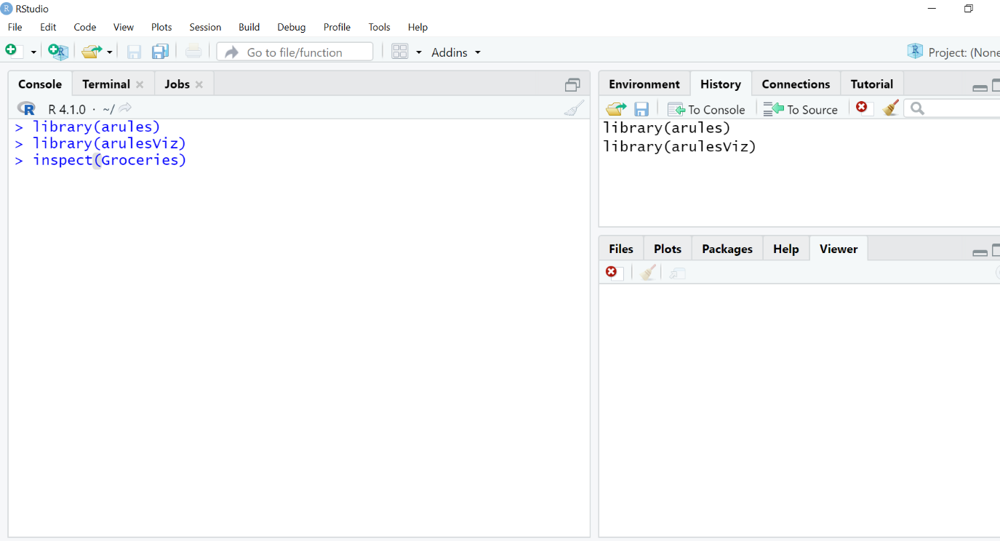 RStudio
File Edit Code View Plots Session Build Debug Profile Tools Help
Go to file/function Addins Project: (None
Console Terminal Jobs
R 4.1.0 · ~/
> library(arules)
> library(arulesViz)
> inspect(Groceries)
Environment History Connections Tutorial
To Console To Source
library(arules)
library(arulesViz)
Files Plots Packages Help Viewer